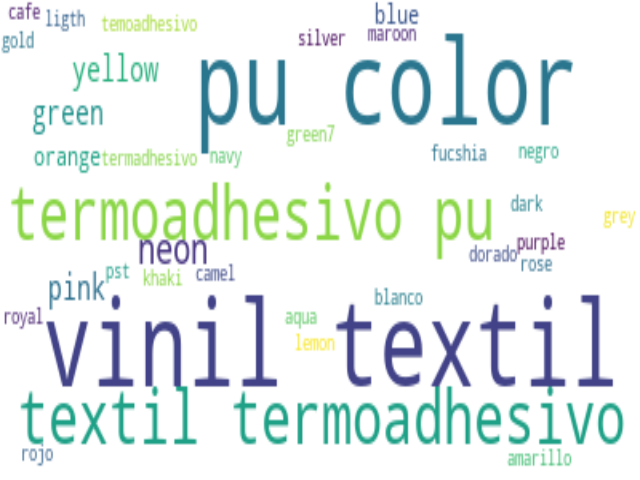 cafe ligth temoadhesivo blue
gold silver maroon
yellow pu color
green green7
orange termadhesivo navy fucshia negro
termoadhesivo pu dark grey
neon dorado purple
pink pst khaki camel rose
royal vinil textil aqua blanco
lemon
textil termoadhesivo
rojo amarillo